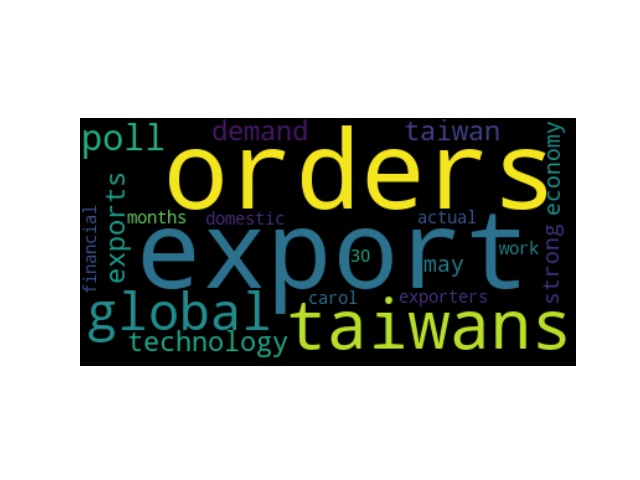 poll demand taiwan
orders
economy
exports
financial
months domestic actual
export
30 may work
strong
carol exporters
global taiwans
technology